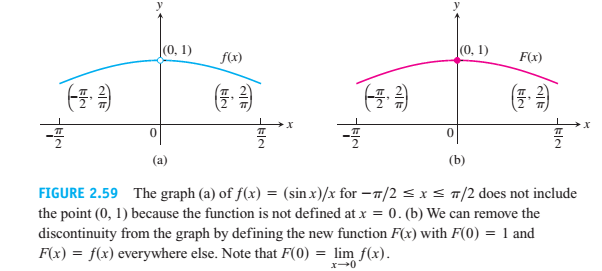 y
(0, 1)
f(x)
(-π/2, 2/π)
(π/2, 2/π)
-π/2
0
π/2
x
(a)
y
(0, 1)
F(x)
(-π/2, 2/π)
(π/2, 2/π)
-π/2
0
π/2
x
(b)
FIGURE 2.59 The graph (a) of f(x) = (sin x)/x for −π/2 ≤ x ≤ π/2 does not include
the point (0, 1) because the function is not defined at x = 0. (b) We can remove the
discontinuity from the graph by defining the new function F(x) with F(0) = 1 and
F(x) = f(x) everywhere else. Note that F(0) = lim f(x).
x→0